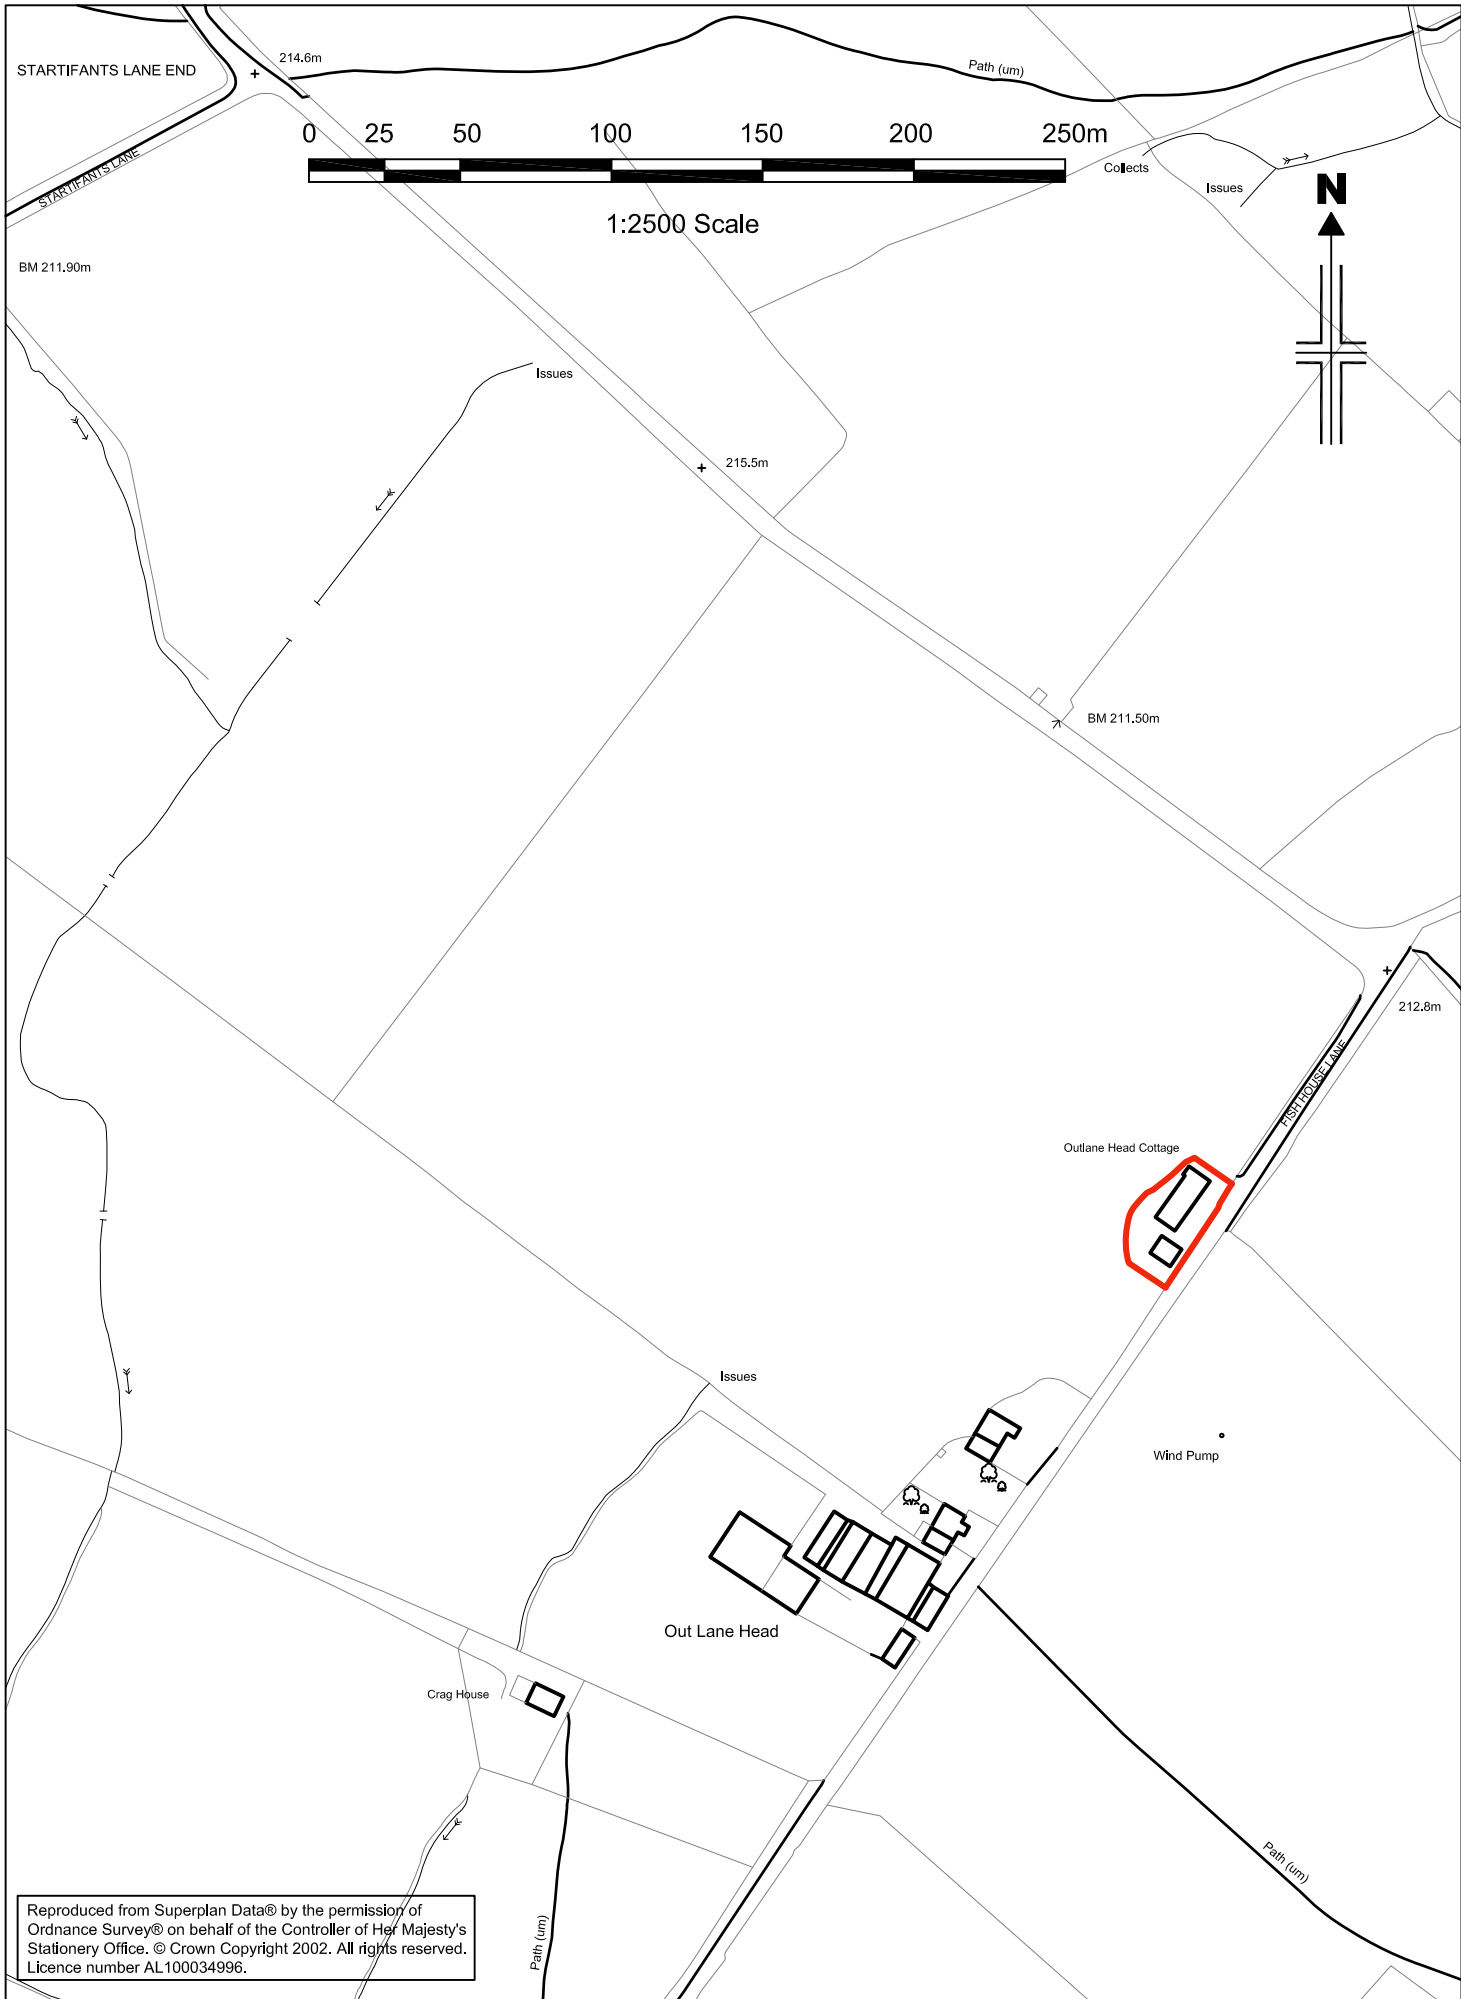 214.6m
STARTIFANTS LANE END
Path (um)
0 25 50 100 150 200 250m
STARTIFANTS LANE
Collects
Issues
N
1:2500 Scale
BM 211.90m
Issues
215.5m
BM 211.50m
212.8m
FISH HOUSE LANE
Outlane Head Cottage
Issues
Wind Pump
Out Lane Head
Crag House
Path (um)
Path (um)
Reproduced from Superplan Data® by the permission of
Ordnance Survey® on behalf of the Controller of Her Majesty's
Stationery Office. © Crown Copyright 2002. All rights reserved.
Licence number AL100034996.